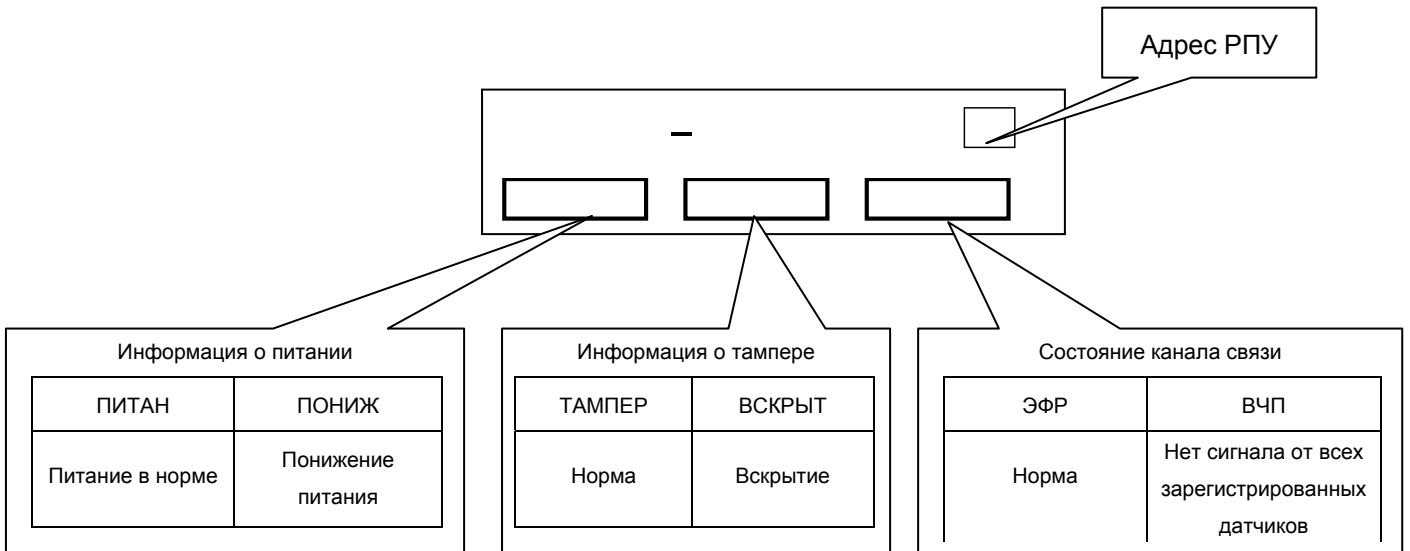 Адрес РПУ
–
Информация о питании
ПИТАН ПОНИЖ
Питание в норме Понижение питания
Информация о тампере
ТАМПЕР ВСКРЫТ
Норма Вскрытие
Состояние канала связи
ЭФР ВЧП
Норма Нет сигнала от всех
зарегистрированных
датчиков